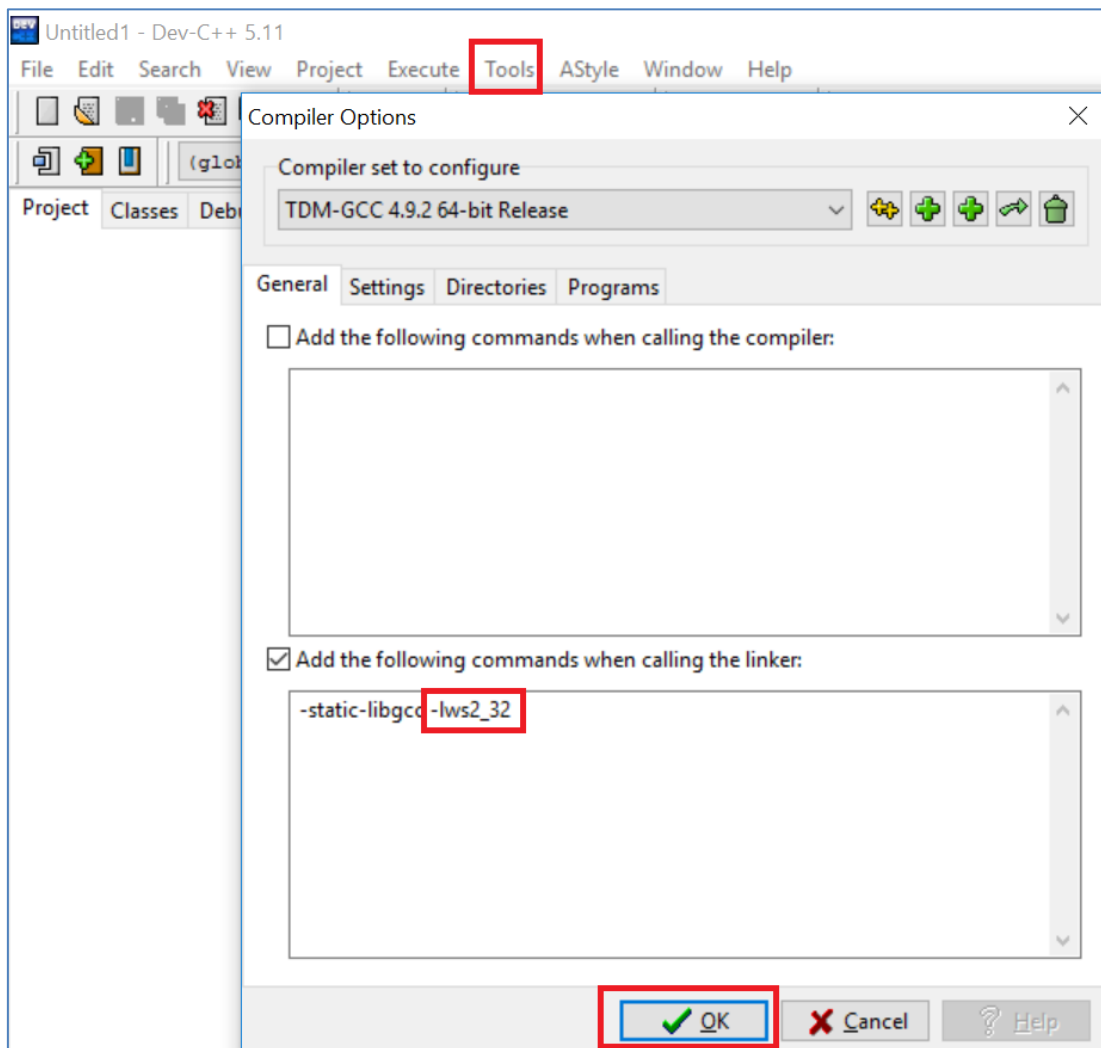 Untitled1 - Dev-C++ 5.11
File Edit Search View Project Execute Tools AStyle Window Help
Compiler Options
Compiler set to configure
TDM-GCC 4.9.2 64-bit Release
Project Classes
General Settings Directories Programs
Add the following commands when calling the compiler:
Add the following commands when calling the linker:
-static-libgcc -lws2_32
OK Cancel Help